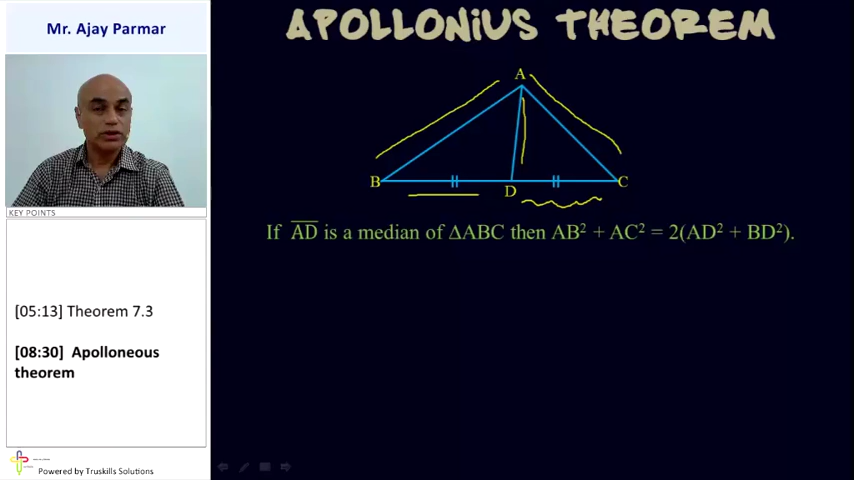 Mr. Ajay Parmar
APOLLONIUS THEOREM
A
B
D
C
KEY POINTS
If AD is a median of ΔABC then AB² + AC² = 2(AD² + BD²).
[05:13] Theorem 7.3
[08:30] Apolloneous
theorem
Powered by Truskills Solutions